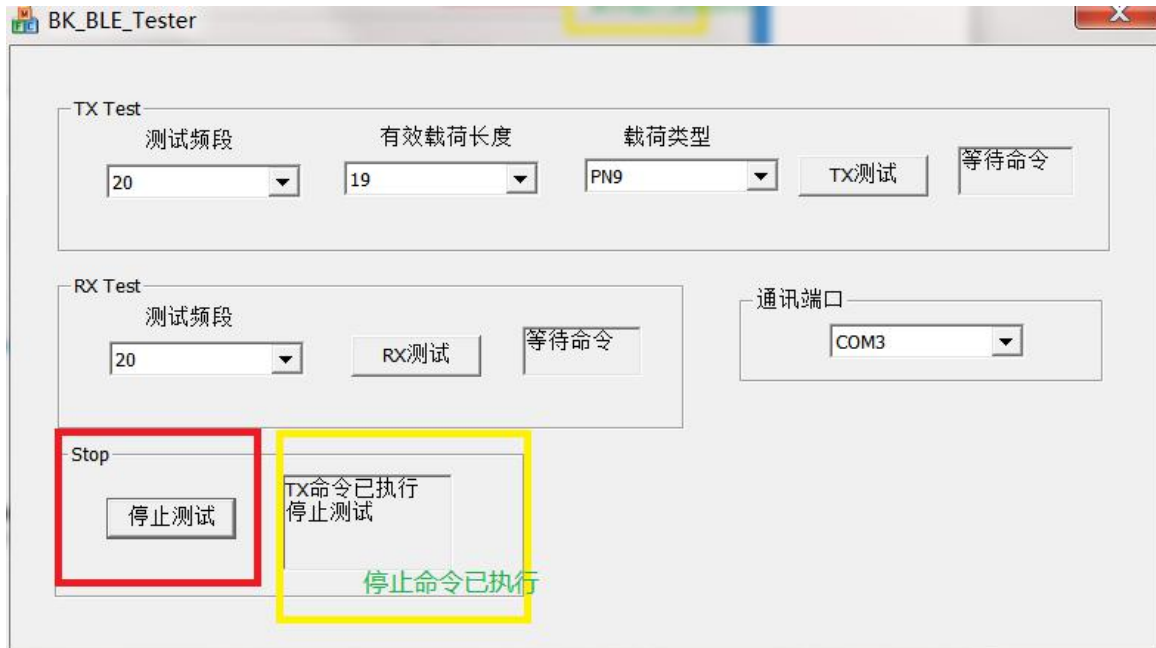 BK_BLE_Tester
TX Test
测试频段 有效载荷长度 载荷类型
20 19 PN9 TX测试 等待命令
RX Test
测试频段
20 RX测试 等待命令
通讯端口
COM3
Stop
停止测试
TX命令已执行
停止测试
停止命令已执行